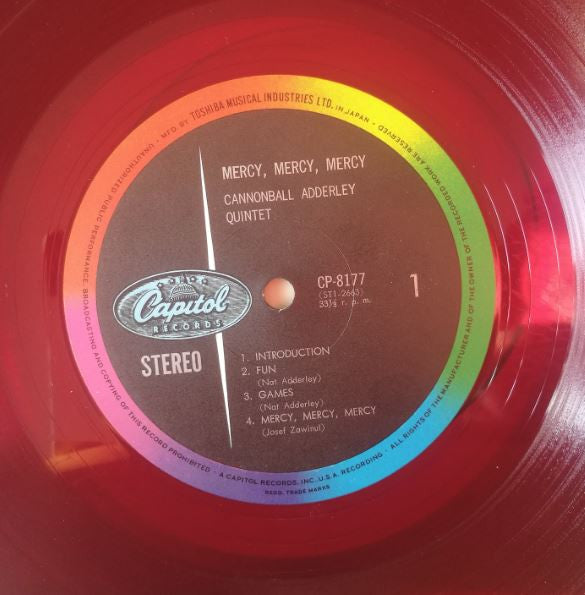 MFD. BY TOSHIBA MUSICAL INDUSTRIES LTD. IN JAPAN · ALL RIGHTS OF THE MANUFACTURER AND OF THE OWNER OF THE RECORDED WORK ARE RESERVED · UNAUTHORIZED PUBLIC PERFORMANCE BROADCASTING AND COPYING OF THIS RECORD PROHIBITED · A CAPITOL RECORDS, INC. U.S.A. RECORDING ·
REGD. TRADE MARKS
MERCY, MERCY, MERCY
CANNONBALL ADDERLEY
QUINTET
CP-8177
(ST1-2663)
33⅓ r. p. m.
1
Capitol
RECORDS
STEREO
1. INTRODUCTION
2. FUN
(Nat Adderley)
3. GAMES
(Nat Adderley)
4. MERCY, MERCY, MERCY
(Josef Zawinul)